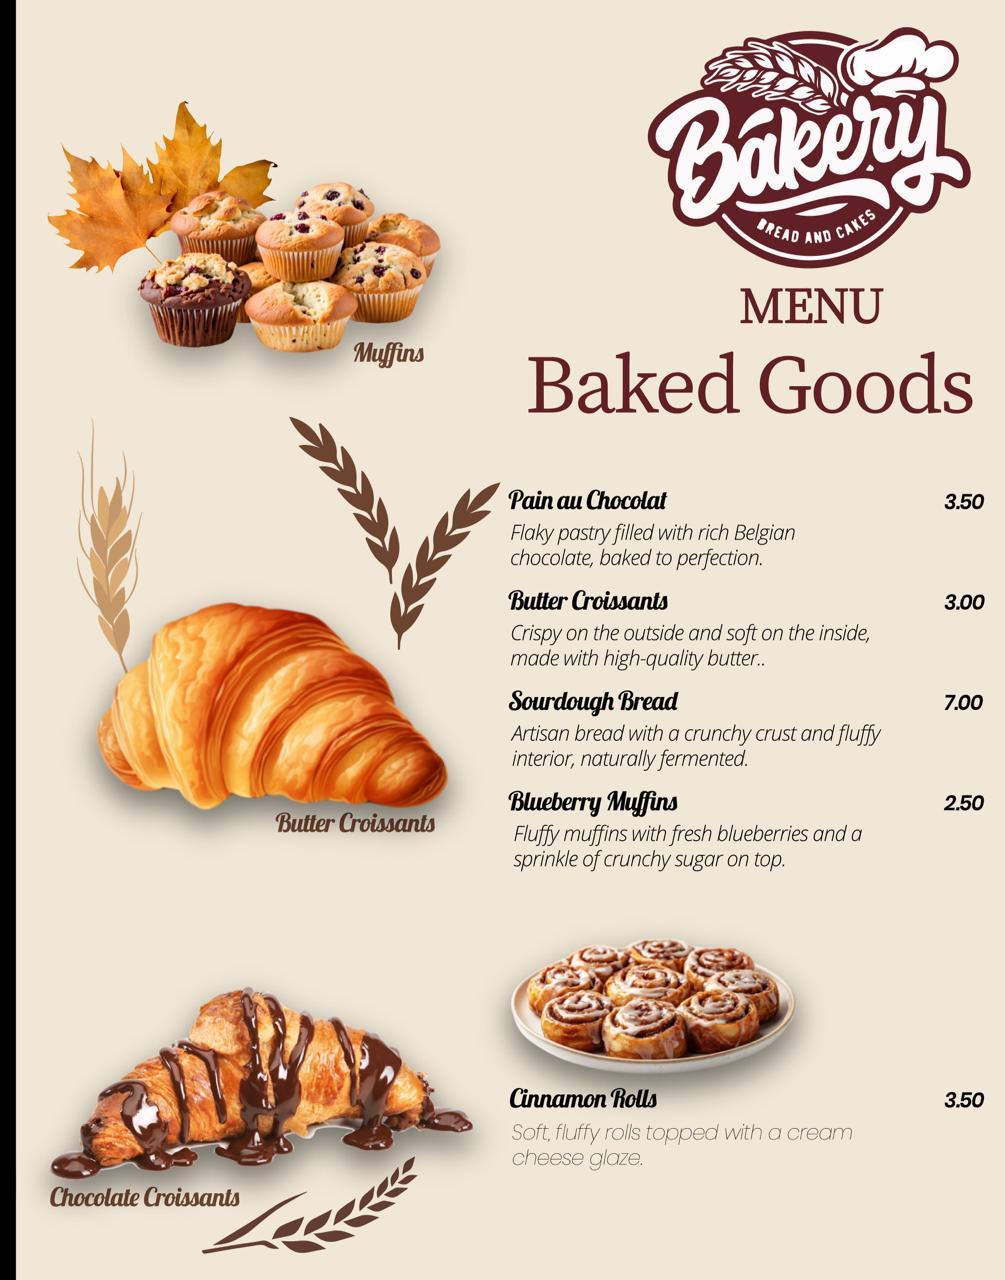 Bakery
BREAD AND CAKES
MENU
Baked Goods
Muffins
Pain au Chocolat 3.50
Flaky pastry filled with rich Belgian
chocolate, baked to perfection.
Butter Croissants 3.00
Crispy on the outside and soft on the inside,
made with high-quality butter..
Sourdough Bread 7.00
Artisan bread with a crunchy crust and fluffy
interior, naturally fermented.
Blueberry Muffins 2.50
Fluffy muffins with fresh blueberries and a
sprinkle of crunchy sugar on top.
Butter Croissants
Cinnamon Rolls 3.50
Soft, fluffy rolls topped with a cream
cheese glaze.
Chocolate Croissants